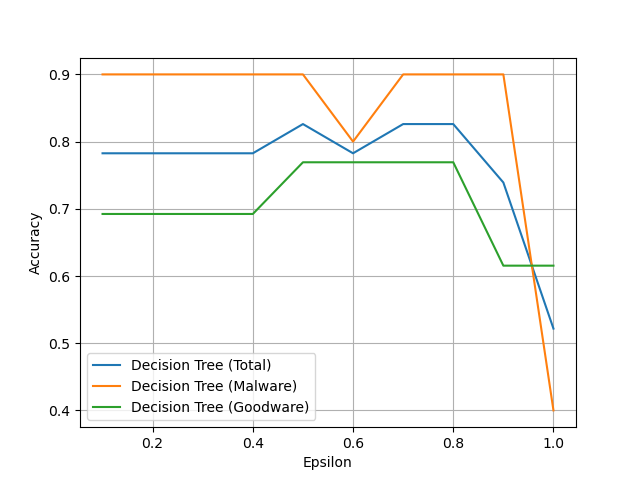 0.9
0.8
0.7
0.6
0.5
0.4
Accuracy
Decision Tree (Total)
Decision Tree (Malware)
Decision Tree (Goodware)
0.2 0.4 0.6 0.8 1.0
Epsilon